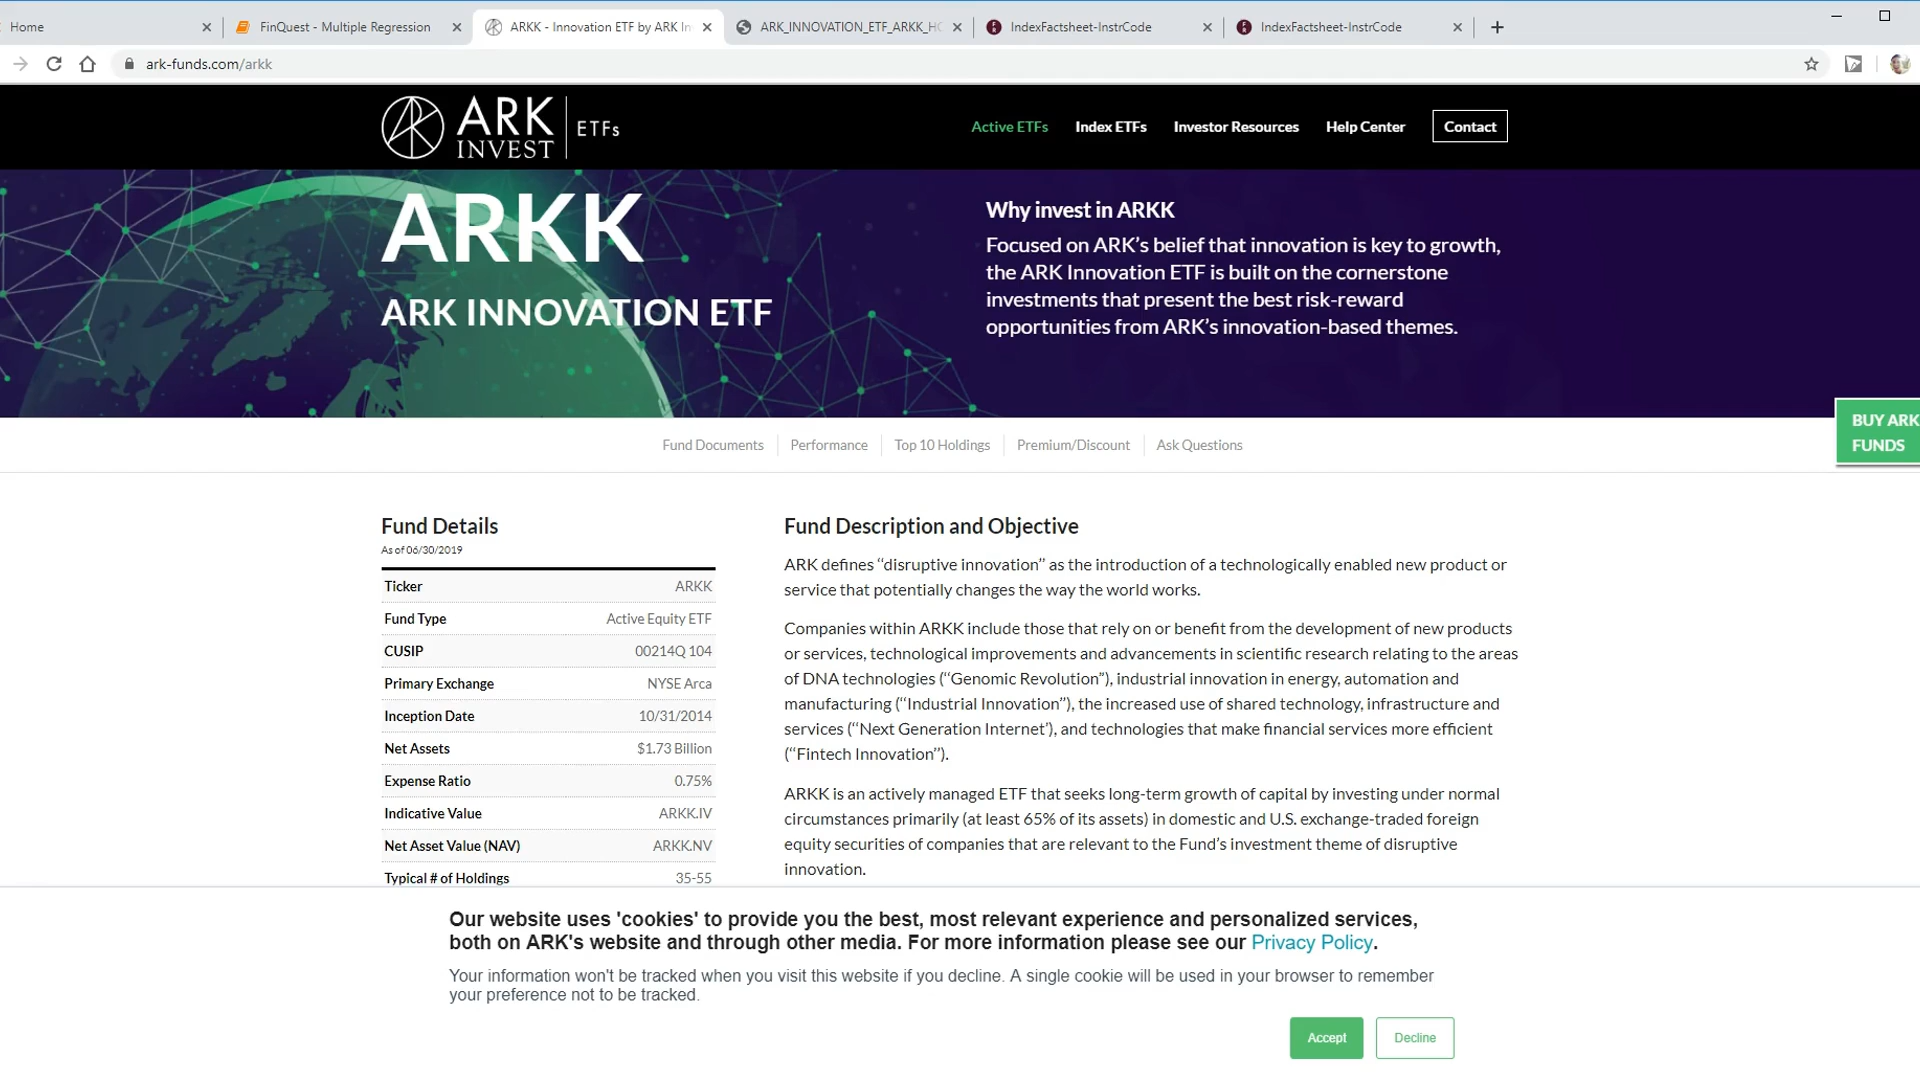 Home
FinQuest - Multiple Regression
ARKK - Innovation ETF by ARK In
ARK_INNOVATION_ETF_ARKK_HO
IndexFactsheet-InstrCode
IndexFactsheet-InstrCode
ark-funds.com/arkk
ARK INVEST ETFs
Active ETFs
Index ETFs
Investor Resources
Help Center
Contact
ARKK
ARK INNOVATION ETF
Why invest in ARKK
Focused on ARK’s belief that innovation is key to growth,
the ARK Innovation ETF is built on the cornerstone
investments that present the best risk-reward
opportunities from ARK’s innovation-based themes.
BUY ARK
FUNDS
Fund Documents
Performance
Top 10 Holdings
Premium/Discount
Ask Questions
Fund Details
As of 06/30/2019
Ticker ARKK
Fund Type Active Equity ETF
CUSIP 00214Q 104
Primary Exchange NYSE Arca
Inception Date 10/31/2014
Net Assets $1.73 Billion
Expense Ratio 0.75%
Indicative Value ARKK.IV
Net Asset Value (NAV) ARKK.NV
Typical # of Holdings 35-55
Fund Description and Objective
ARK defines ‘‘disruptive innovation’’ as the introduction of a technologically enabled new product or
service that potentially changes the way the world works.
Companies within ARKK include those that rely on or benefit from the development of new products
or services, technological improvements and advancements in scientific research relating to the areas
of DNA technologies (‘‘Genomic Revolution”), industrial innovation in energy, automation and
manufacturing (‘‘Industrial Innovation’’), the increased use of shared technology, infrastructure and
services (‘‘Next Generation Internet’), and technologies that make financial services more efficient
(‘‘Fintech Innovation’’).
ARKK is an actively managed ETF that seeks long-term growth of capital by investing under normal
circumstances primarily (at least 65% of its assets) in domestic and U.S. exchange-traded foreign
equity securities of companies that are relevant to the Fund’s investment theme of disruptive
innovation.
Our website uses 'cookies' to provide you the best, most relevant experience and personalized services,
both on ARK's website and through other media. For more information please see our Privacy Policy.
Your information won't be tracked when you visit this website if you decline. A single cookie will be used in your browser to remember
your preference not to be tracked.
Accept
Decline